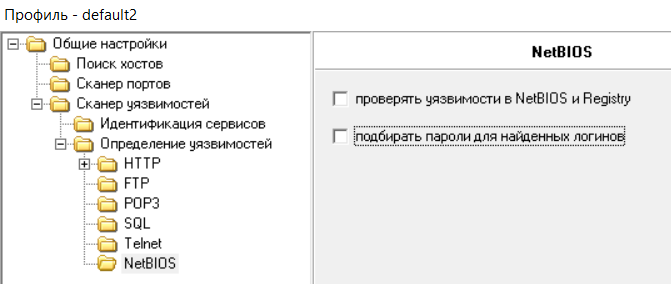 Профиль - default2
Общие настройки
Поиск хостов
Сканер портов
Сканер уязвимостей
Идентификация сервисов
Определение уязвимостей
HTTP
FTP
POP3
SQL
Telnet
NetBIOS
NetBIOS
проверять уязвимости в NetBIOS и Registry
подбирать пароли для найденных логинов